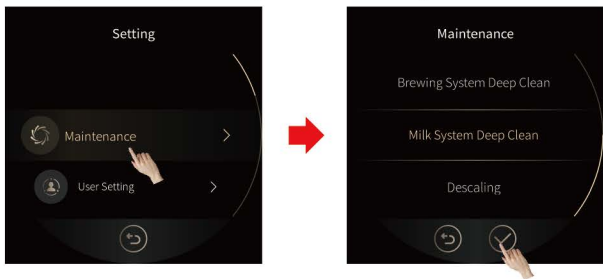 Setting
Maintenance
User Setting
Maintenance
Brewing System Deep Clean
Milk System Deep Clean
Descaling